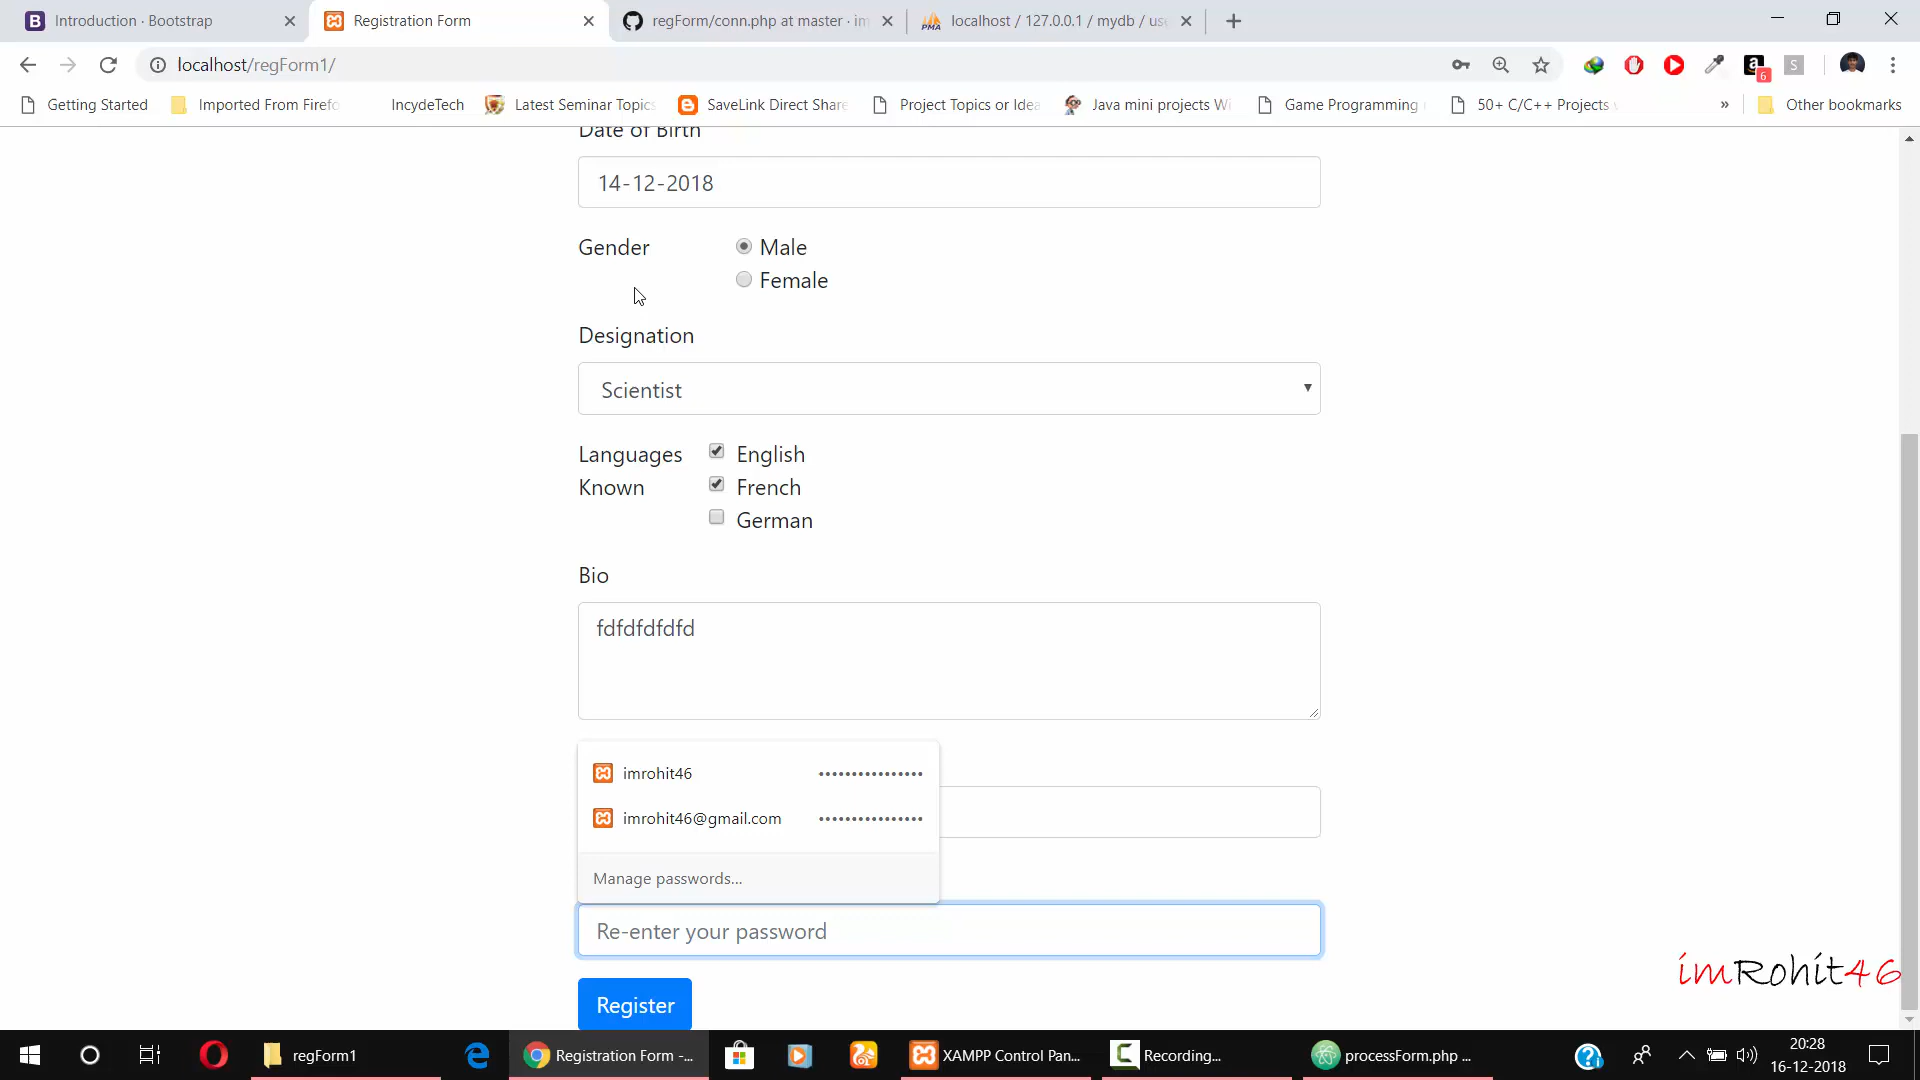 Introduction · Bootstrap
Registration Form
regForm/conn.php at master · im
localhost / 127.0.0.1 / mydb / use
localhost/regForm1/
6
S
Getting Started
Imported From Firefo
IncydeTech
Latest Seminar Topics
SaveLink Direct Share
Project Topics or Idea
Java mini projects Wi
Game Programming
50+ C/C++ Projects
»
Other bookmarks
Date of Birth
14-12-2018
Gender
Male
Female
Designation
Scientist
Languages Known
English
French
German
Bio
fdfdfdfdfd
imrohit46
imrohit46@gmail.com
Manage passwords...
Re-enter your password
Register
imRohit46
regForm1
Registration Form -...
XAMPP Control Pan...
Recording...
processForm.php ...
20:28
16-12-2018